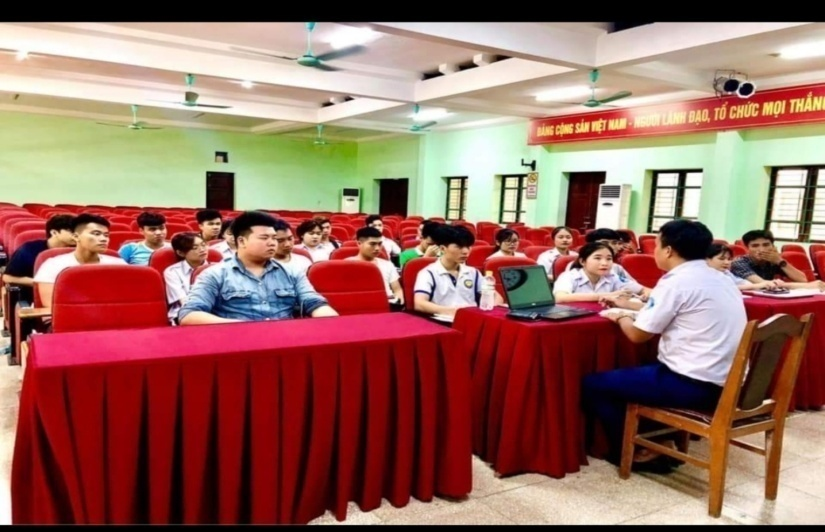 ĐẢNG CỘNG SẢN VIỆT NAM - NGƯỜI LÃNH ĐẠO, TỔ CHỨC MỌI THẮNG